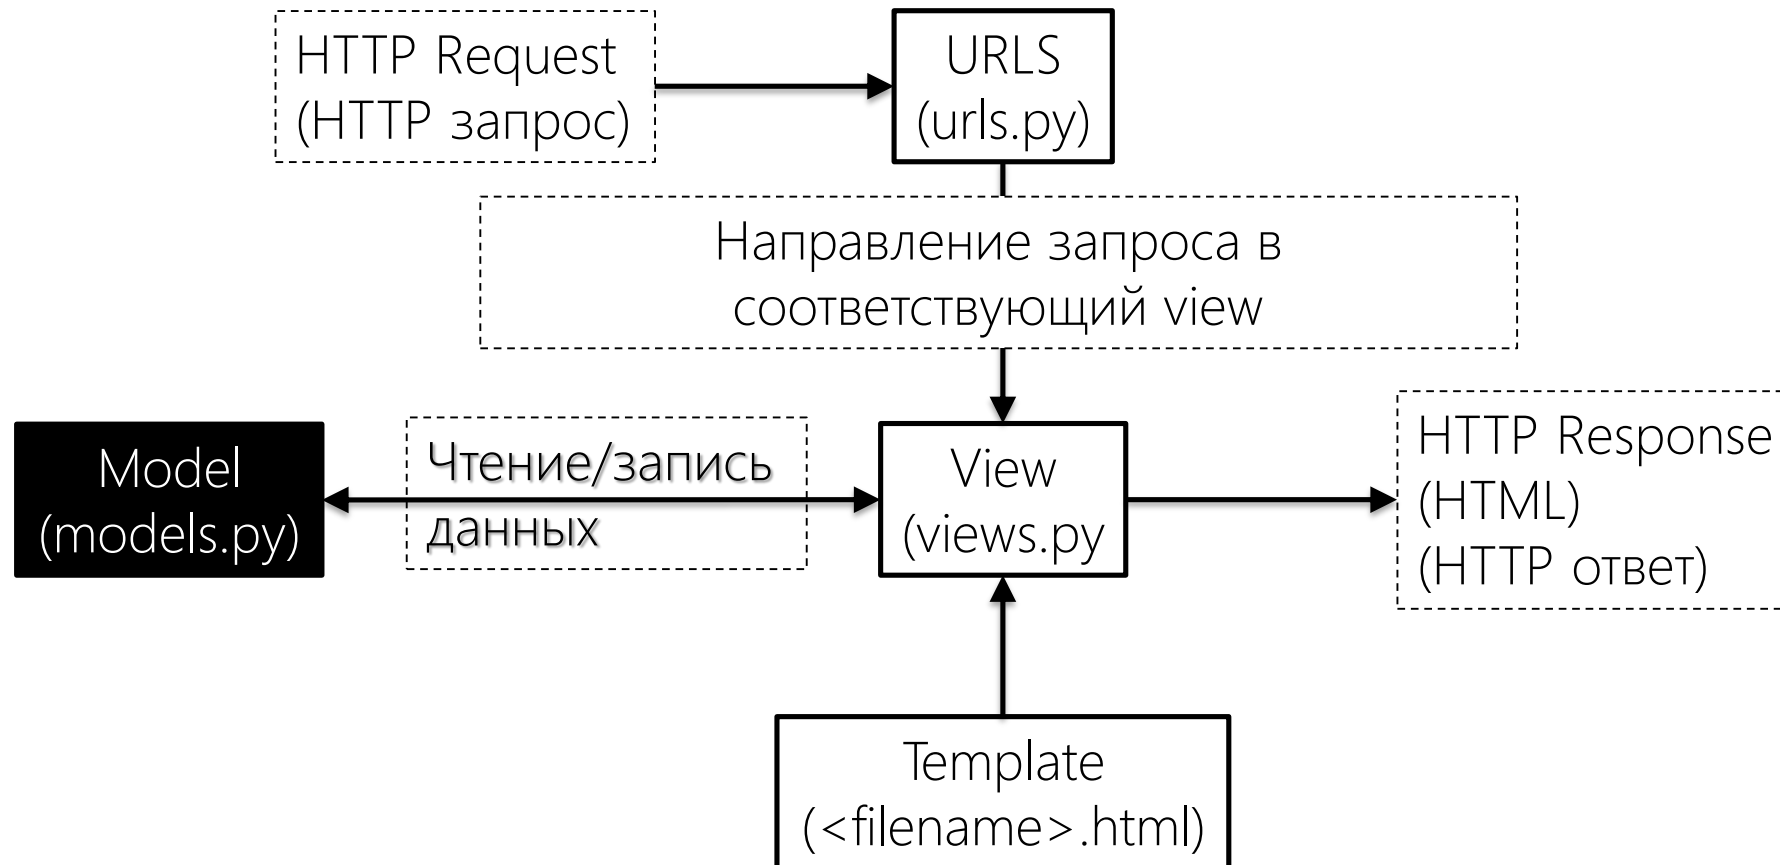 HTTP Request
(HTTP запрос)
URLS
(urls.py)
Направление запроса в
соответствующий view
Model
(models.py)
Чтение/запись
данных
View
(views.py
HTTP Response
(HTML)
(HTTP ответ)
Template
(<filename>.html)